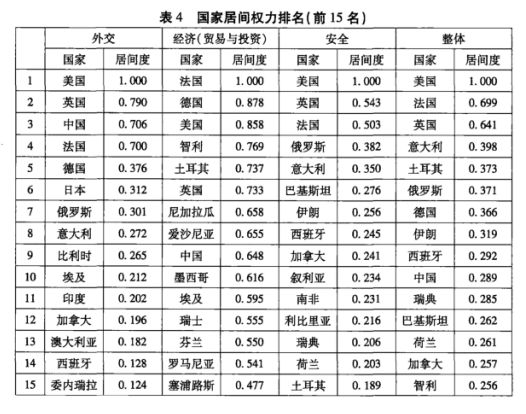 表 4 国家居间权力排名(前 15 名)
外交 经济(贸易与投资) 安全 整体
国家 居间度 国家 居间度 国家 居间度 国家 居间度
1 美国 1.000 法国 1.000 美国 1.000 美国 1.000
2 英国 0.790 德国 0.878 英国 0.543 法国 0.699
3 中国 0.706 美国 0.858 法国 0.503 英国 0.641
4 法国 0.700 智利 0.769 俄罗斯 0.382 意大利 0.398
5 德国 0.376 土耳其 0.737 意大利 0.350 土耳其 0.373
6 日本 0.312 英国 0.733 巴基斯坦 0.276 俄罗斯 0.371
7 俄罗斯 0.301 尼加拉瓜 0.658 伊朗 0.256 德国 0.366
8 意大利 0.272 爱沙尼亚 0.655 西班牙 0.245 伊朗 0.319
9 比利时 0.265 中国 0.648 加拿大 0.241 西班牙 0.292
10 埃及 0.212 墨西哥 0.616 叙利亚 0.234 中国 0.289
11 印度 0.202 埃及 0.595 南非 0.231 瑞典 0.285
12 加拿大 0.196 瑞士 0.555 利比里亚 0.216 巴基斯坦 0.262
13 澳大利亚 0.182 芬兰 0.550 瑞典 0.206 荷兰 0.261
14 西班牙 0.128 罗马尼亚 0.541 荷兰 0.203 加拿大 0.257
15 委内瑞拉 0.124 塞浦路斯 0.477 土耳其 0.189 智利 0.256